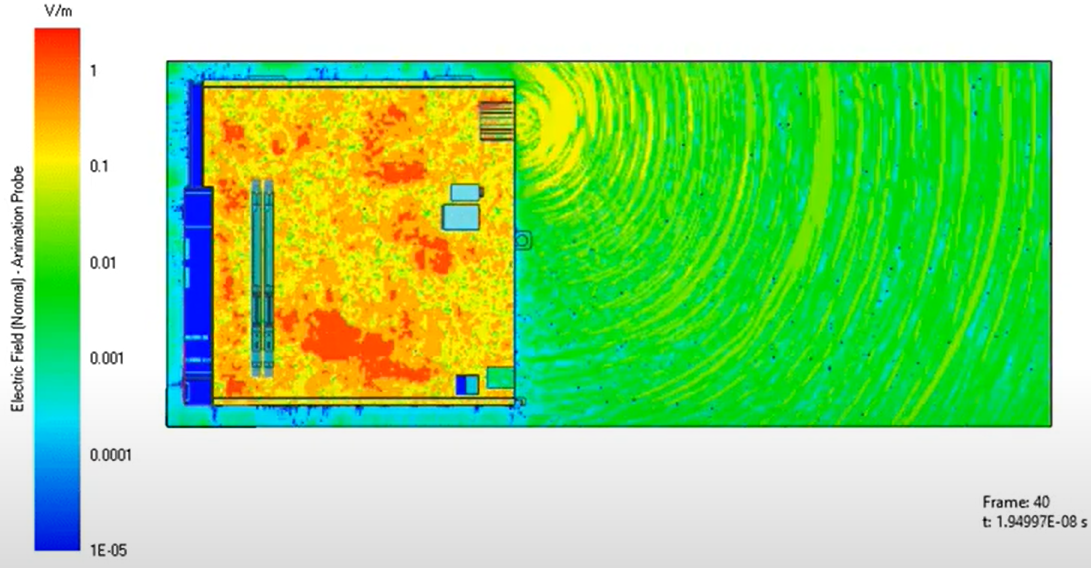 V/m
1
0.1
0.01
0.001
0.0001
1E-05
Electric Field (Normal) - Animation Probe
Frame: 40
t: 1.94997E-08 s